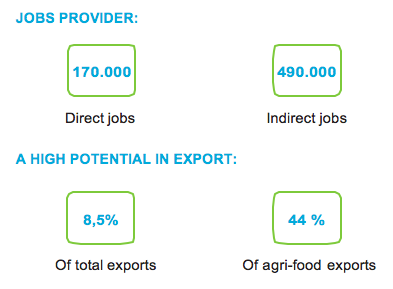 JOBS PROVIDER:
170.000 490.000
Direct jobs Indirect jobs
A HIGH POTENTIAL IN EXPORT:
8,5% 44 %
Of total exports Of agri-food exports